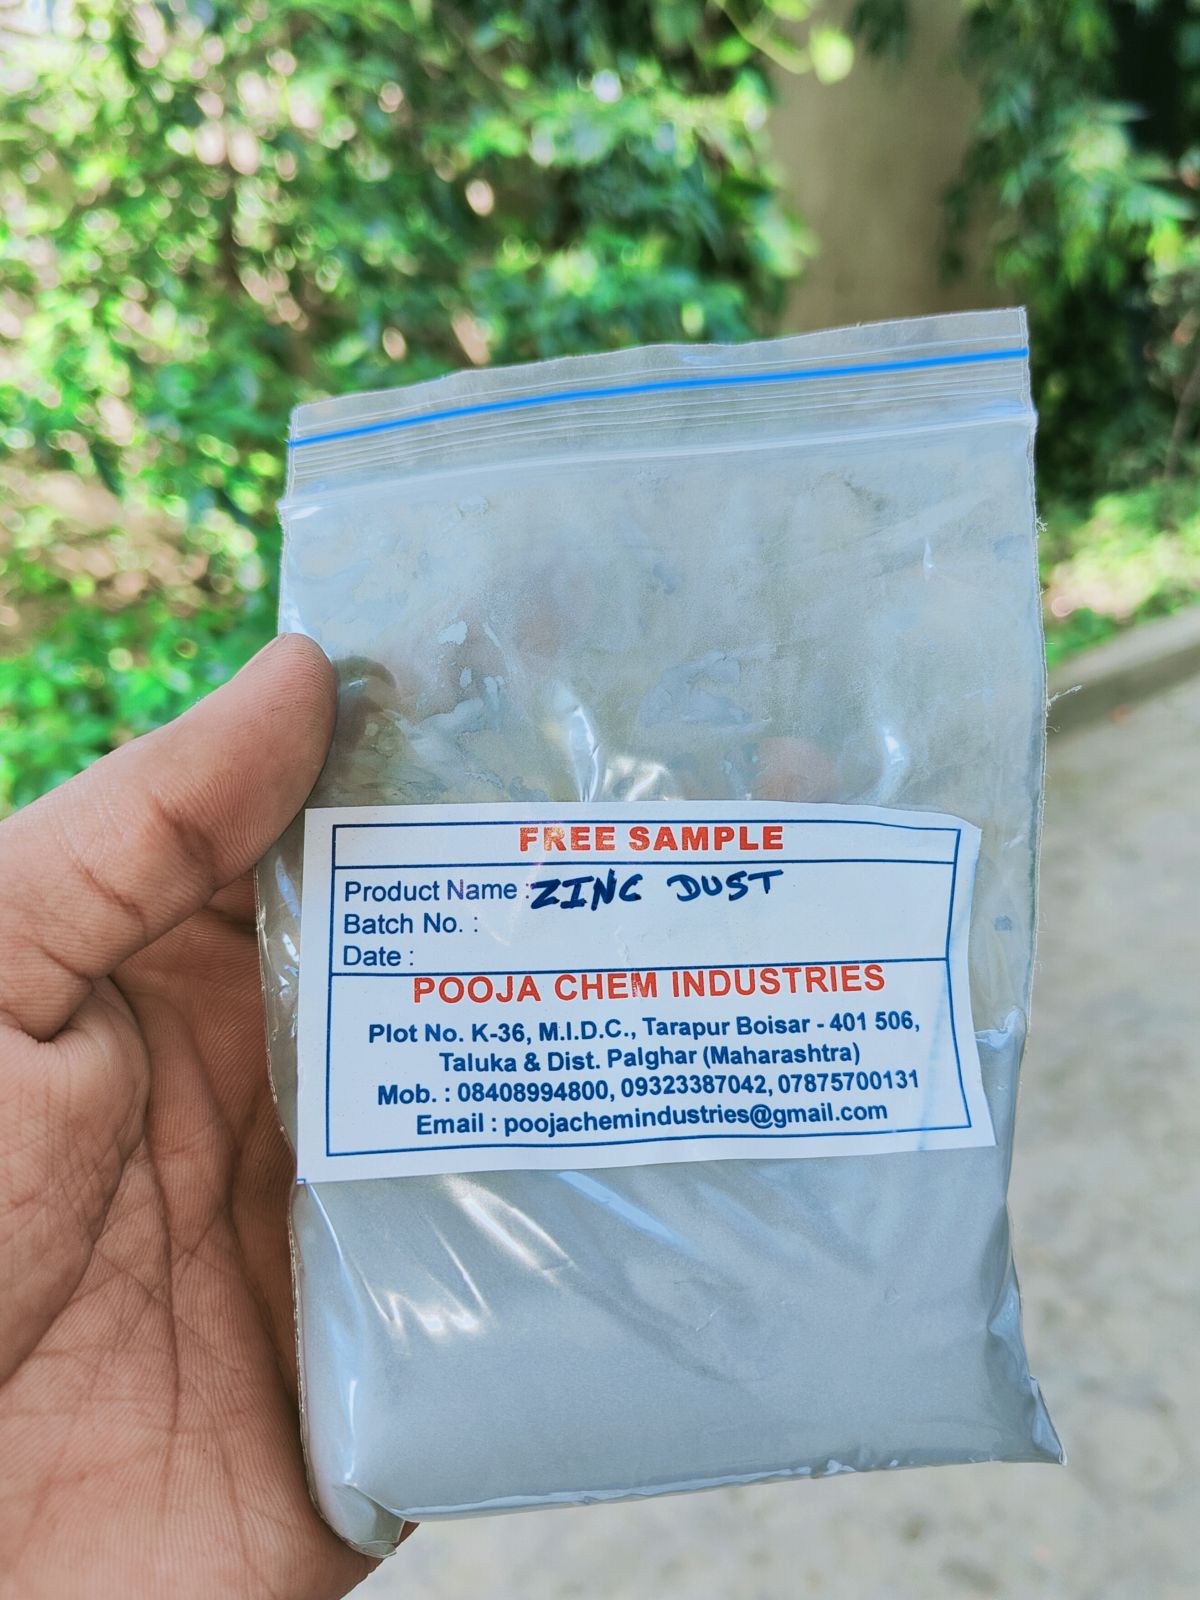 FREE SAMPLE
Product Name : ZINC DUST
Batch No. :
Date :
POOJA CHEM INDUSTRIES
Plot No. K-36, M.I.D.C., Tarapur Boisar - 401 506,
Taluka & Dist. Palghar (Maharashtra)
Mob. : 08408994800, 09323387042, 07875700131
Email : poojachemindustries@gmail.com